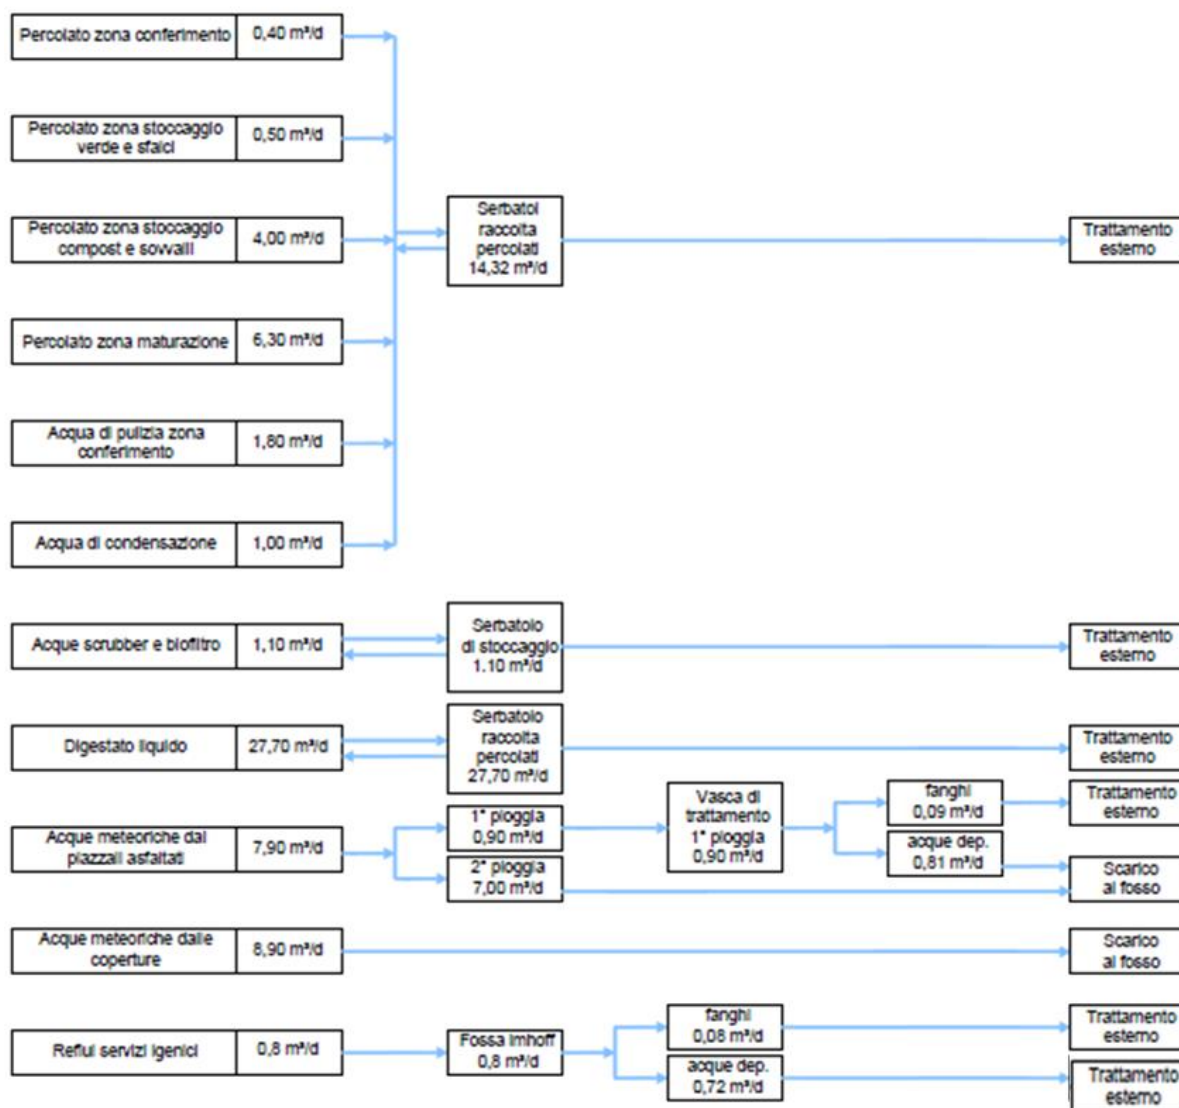 Percolato zona conferimento
0,40 m³/d
Percolato zona stoccaggio
verde e sfalci
0,50 m³/d
Percolato zona stoccaggio
compost e sovvalli
4,00 m³/d
Serbatoi
raccolta
percolati
14,32 m³/d
Trattamento
esterno
Percolato zona maturazione
6,30 m³/d
Acqua di pulizia zona
conferimento
1,80 m³/d
Acqua di condensazione
1,00 m³/d
Acque scrubber e biofiltro
1,10 m³/d
Serbatoio
di stoccaggio
1.10 m³/d
Trattamento
esterno
Digestato liquido
27,70 m³/d
Serbatoio
raccolta
percolati
27,70 m³/d
Trattamento
esterno
Acque meteoriche dai
piazzali asfaltati
7,90 m³/d
1° pioggia
0,90 m³/d
2° pioggia
7,00 m³/d
Vasca di
trattamento
1° pioggia
0,90 m³/d
fanghi
0,09 m³/d
acque dep.
0,81 m³/d
Trattamento
esterno
Scarico
al fosso
Acque meteoriche dalle
coperture
8,90 m³/d
Scarico
al fosso
Reflui servizi igenici
0,8 m³/d
Fossa Imhoff
0,8 m³/d
fanghi
0,08 m³/d
acque dep.
0,72 m³/d
Trattamento
esterno
Trattamento
esterno